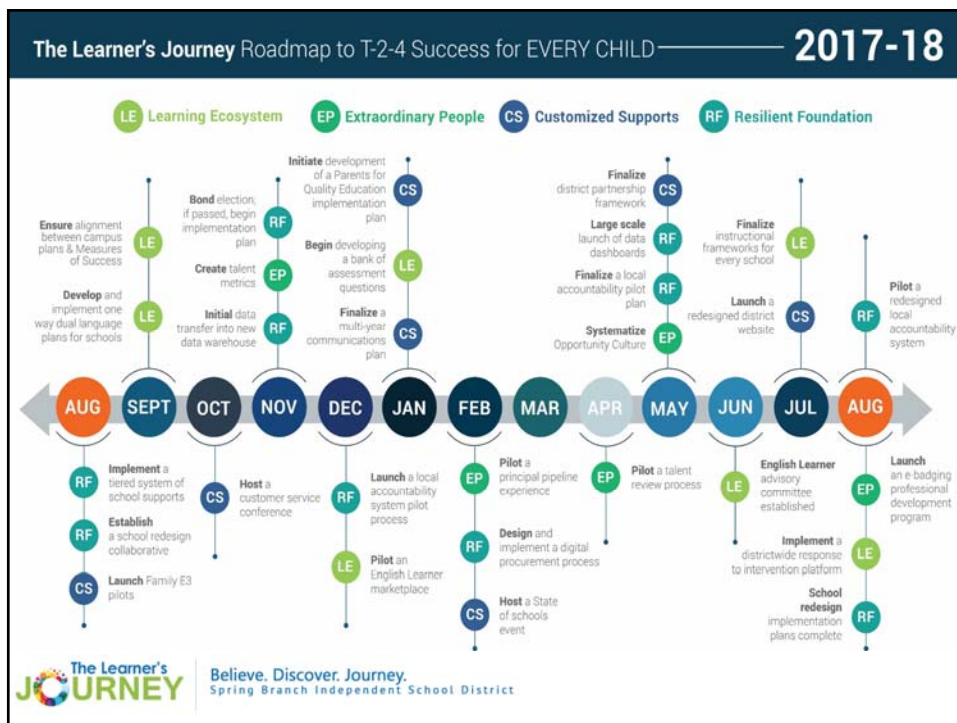 The Learner's Journey Roadmap to T-2-4 Success for EVERY CHILD
2017-18
LE Learning Ecosystem
EP Extraordinary People
CS Customized Supports
RF Resilient Foundation
Ensure alignment
between campus
plans & Measures
of Success
LE
Develop and
implement one
way dual language
plans for schools
LE
Bond election;
if passed, begin
implementation
plan
RF
Create talent
metrics
EP
Initial data
transfer into new
data warehouse
RF
Initiate development
of a Parents for
Quality Education
implementation
plan
CS
Begin developing
a bank of
assessment
questions
LE
Finalize a
multi-year
communications
plan
CS
Finalize
district partnership
framework
CS
Large scale
launch of data
dashboards
RF
Finalize a local
accountability pilot
plan
RF
Systematize
Opportunity Culture
EP
Finalize
instructional
frameworks for
every school
LE
Launch a
redesigned district
website
CS
Pilot a
redesigned
local
accountability
system
RF
AUG SEPT OCT NOV DEC JAN FEB MAR APR MAY JUN JUL AUG
RF
Implement a
tiered system of
school supports
RF
Establish
a school redesign
collaborative
CS
Launch Family E3
pilots
CS
Host a
customer service
conference
RF
Launch a local
accountability
system pilot
process
LE
Pilot an
English Learner
marketplace
EP
Pilot a
principal pipeline
experience
RF
Design and
implement a digital
procurement process
CS
Host a State
of schools
event
EP
Pilot a talent
review process
LE
English Learner
advisory
committee
established
EP
Launch
an e-badging
professional
development
program
LE
Implement a
districtwide response
to intervention platform
RF
School
redesign
implementation
plans complete
The Learner's
JOURNEY
Believe. Discover. Journey.
Spring Branch Independent School District